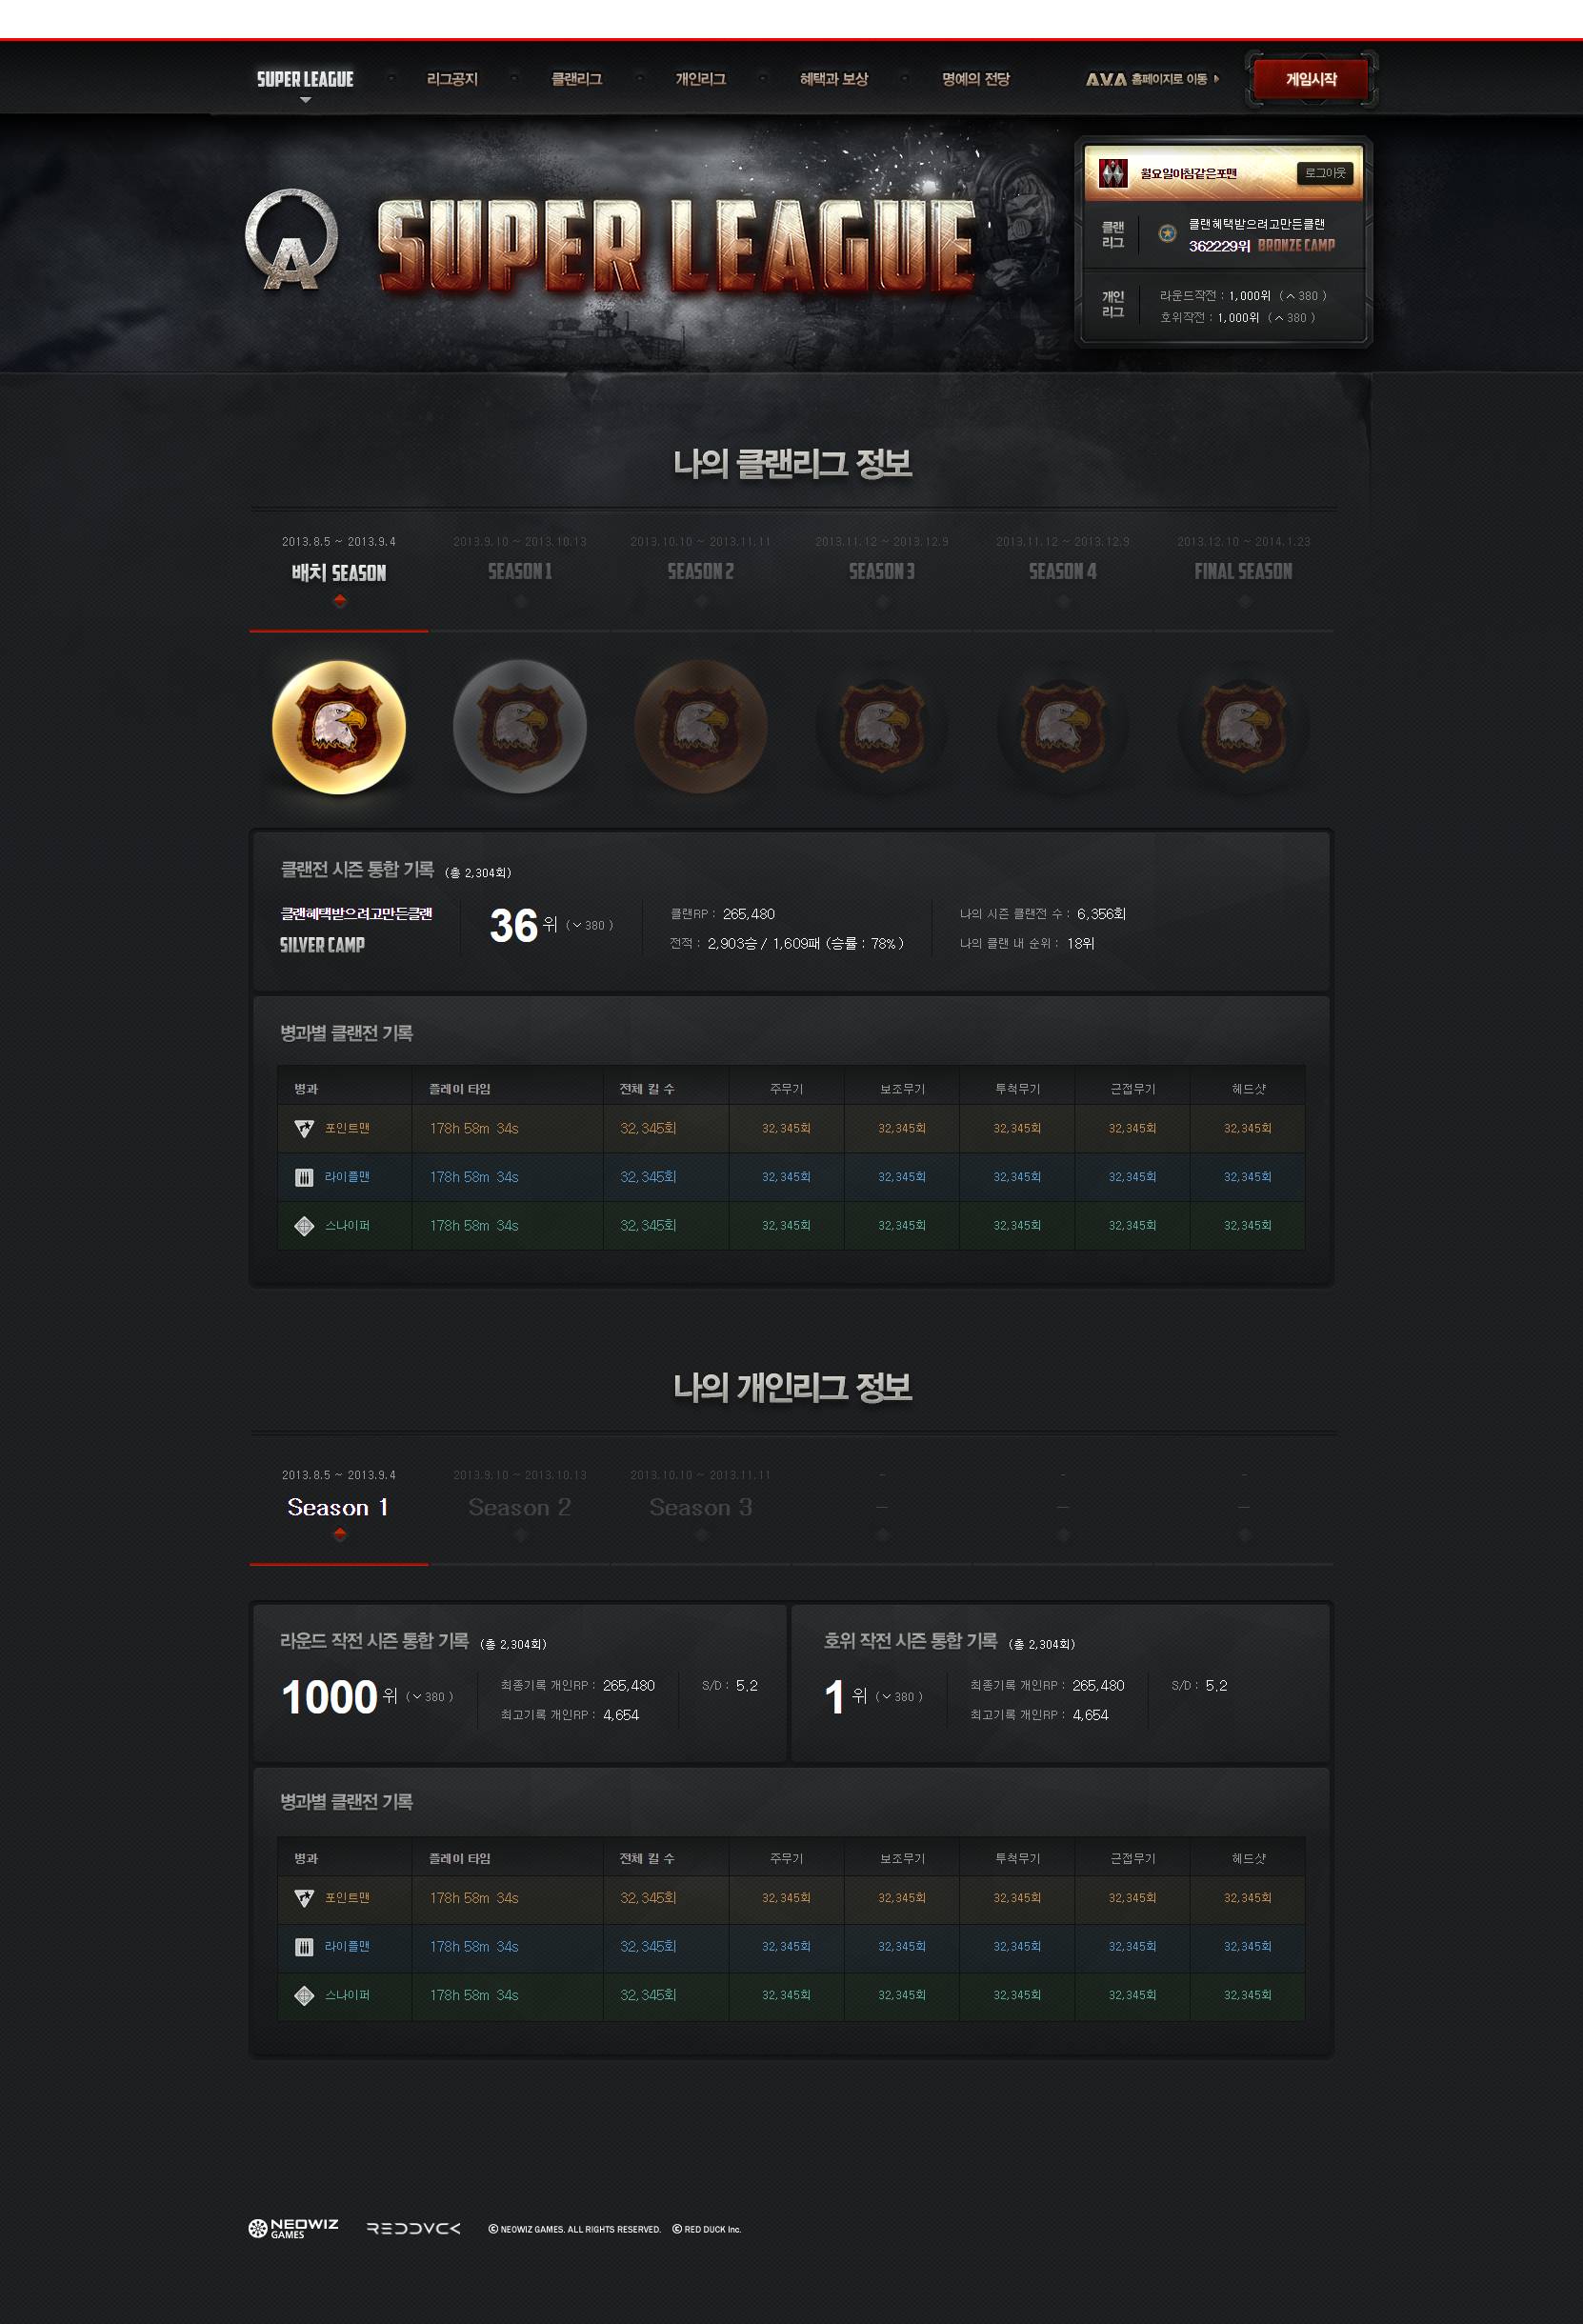 SUPER LEAGUE
리그공지
클랜리그
개인리그
혜택과 보상
명예의 전당
A.V.A 홈페이지로 이동
게임시작
SUPER LEAGUE
월요일아침같은포맨
로그아웃
클랜
리그
클랜혜택받으려고만든클랜
362229위 BRONZE CAMP
개인
리그
라운드작전 : 1,000위 ( 380 )
호위작전 : 1,000위 ( 380 )
나의 클랜리그 정보
2013.8.5 ~ 2013.9.4
배치 SEASON
2013.9.10 ~ 2013.10.13
SEASON 1
2013.10.10 ~ 2013.11.11
SEASON 2
2013.11.12 ~ 2013.12.9
SEASON 3
2013.11.12 ~ 2013.12.9
SEASON 4
2013.12.10 ~ 2014.1.23
FINAL SEASON
클랜전 시즌 통합 기록 (총 2,304회)
클랜혜택받으려고만든클랜
SILVER CAMP
36 위 ( 380 )
클랜RP : 265,480
전적 : 2,903승 / 1,609패 (승률 : 78%)
나의 시즌 클랜전 수 : 6,356회
나의 클랜 내 순위 : 18위
병과별 클랜전 기록
병과 플레이 타임 전체 킬 수 주무기 보조무기 투척무기 근접무기 헤드샷
포인트맨 178h 58m 34s 32,345회 32,345회 32,345회 32,345회 32,345회 32,345회
라이플맨 178h 58m 34s 32,345회 32,345회 32,345회 32,345회 32,345회 32,345회
스나이퍼 178h 58m 34s 32,345회 32,345회 32,345회 32,345회 32,345회 32,345회
나의 개인리그 정보
2013.8.5 ~ 2013.9.4
Season 1
2013.9.10 ~ 2013.10.13
Season 2
2013.10.10 ~ 2013.11.11
Season 3
-
-
-
-
-
-
라운드 작전 시즌 통합 기록 (총 2,304회)
1000 위 ( 380 )
최종기록 개인RP : 265,480
최고기록 개인RP : 4,654
S/D : 5.2
호위 작전 시즌 통합 기록 (총 2,304회)
1 위 ( 380 )
최종기록 개인RP : 265,480
최고기록 개인RP : 4,654
S/D : 5.2
병과별 클랜전 기록
병과 플레이 타임 전체 킬 수 주무기 보조무기 투척무기 근접무기 헤드샷
포인트맨 178h 58m 34s 32,345회 32,345회 32,345회 32,345회 32,345회 32,345회
라이플맨 178h 58m 34s 32,345회 32,345회 32,345회 32,345회 32,345회 32,345회
스나이퍼 178h 58m 34s 32,345회 32,345회 32,345회 32,345회 32,345회 32,345회
NEOWIZ
GAMES
REDDUCK
© NEOWIZ GAMES. ALL RIGHTS RESERVED. © RED DUCK Inc.